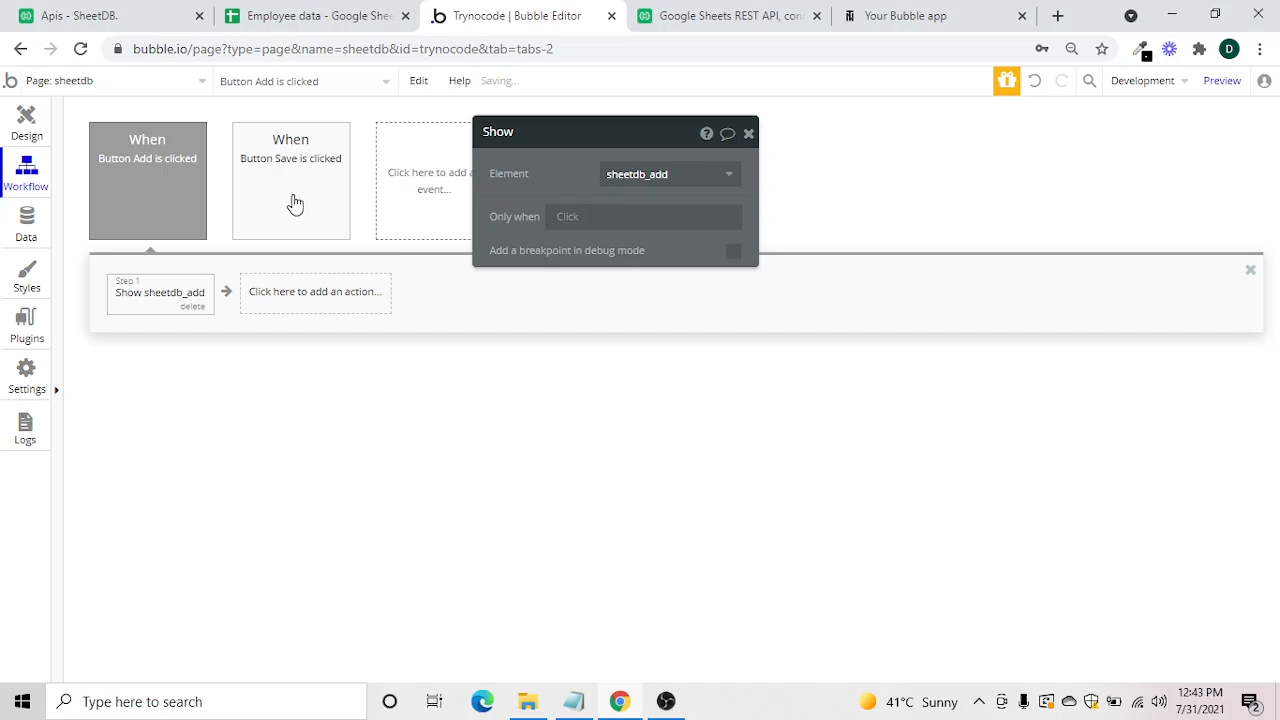 Apis - SheetDB
Employee data - Google Shee
Trynocode | Bubble Editor
Google Sheets REST API, con
Your Bubble app
bubble.io/page?type=page&name=sheetdb&id=trynocode&tab=tabs-2
D
Page: sheetdb
Button Add is clicked
Edit
Help
Saving...
Development
Preview
Design
Workflow
Data
Styles
Plugins
Settings
Logs
When
Button Add is clicked
When
Button Save is clicked
Click here to add a
event...
Show
Element
sheetdb_add
Only when
Click
Add a breakpoint in debug mode
Step 1
Show sheetdb_add
delete
Click here to add an action...
Type here to search
41°C Sunny
12:43 PM
7/31/2021
2